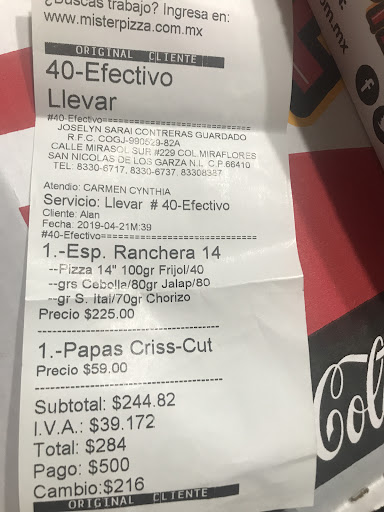 ¿Buscas trabajo? Ingresa en:
www.misterpizza.com.mx
ORIGINAL CLIENTE
40-Efectivo
Llevar
#40-Efectivo==========================
JOSELYN SARAI CONTRERAS GUARDADO
R.F.C. COGJ-990529-82A
CALLE MIRASOL SUR #229 COL MIRAFLORES
SAN NICOLAS DE LOS GARZA N.L. C.P.66410
TEL: 8330-6717, 8330-6737, 83308387
Atendio: CARMEN CYNTHIA
Servicio: Llevar # 40-Efectivo
Cliente: Alan
Fecha: 2019-04-21M:39
#40-Efectivo==========================
1.-Esp. Ranchera 14
--Pizza 14" 100gr Frijol/40
--grs Cebolla/80gr Jalap/80
--gr S. Ital/70gr Chorizo
Precio $225.00
--------------------------------
1.-Papas Criss-Cut
Precio $59.00
--------------------------------
Subtotal: $244.82
I.V.A.: $39.172
Total: $284
Pago: $500
Cambio:$216
ORIGINAL CLIENTE
om.mx